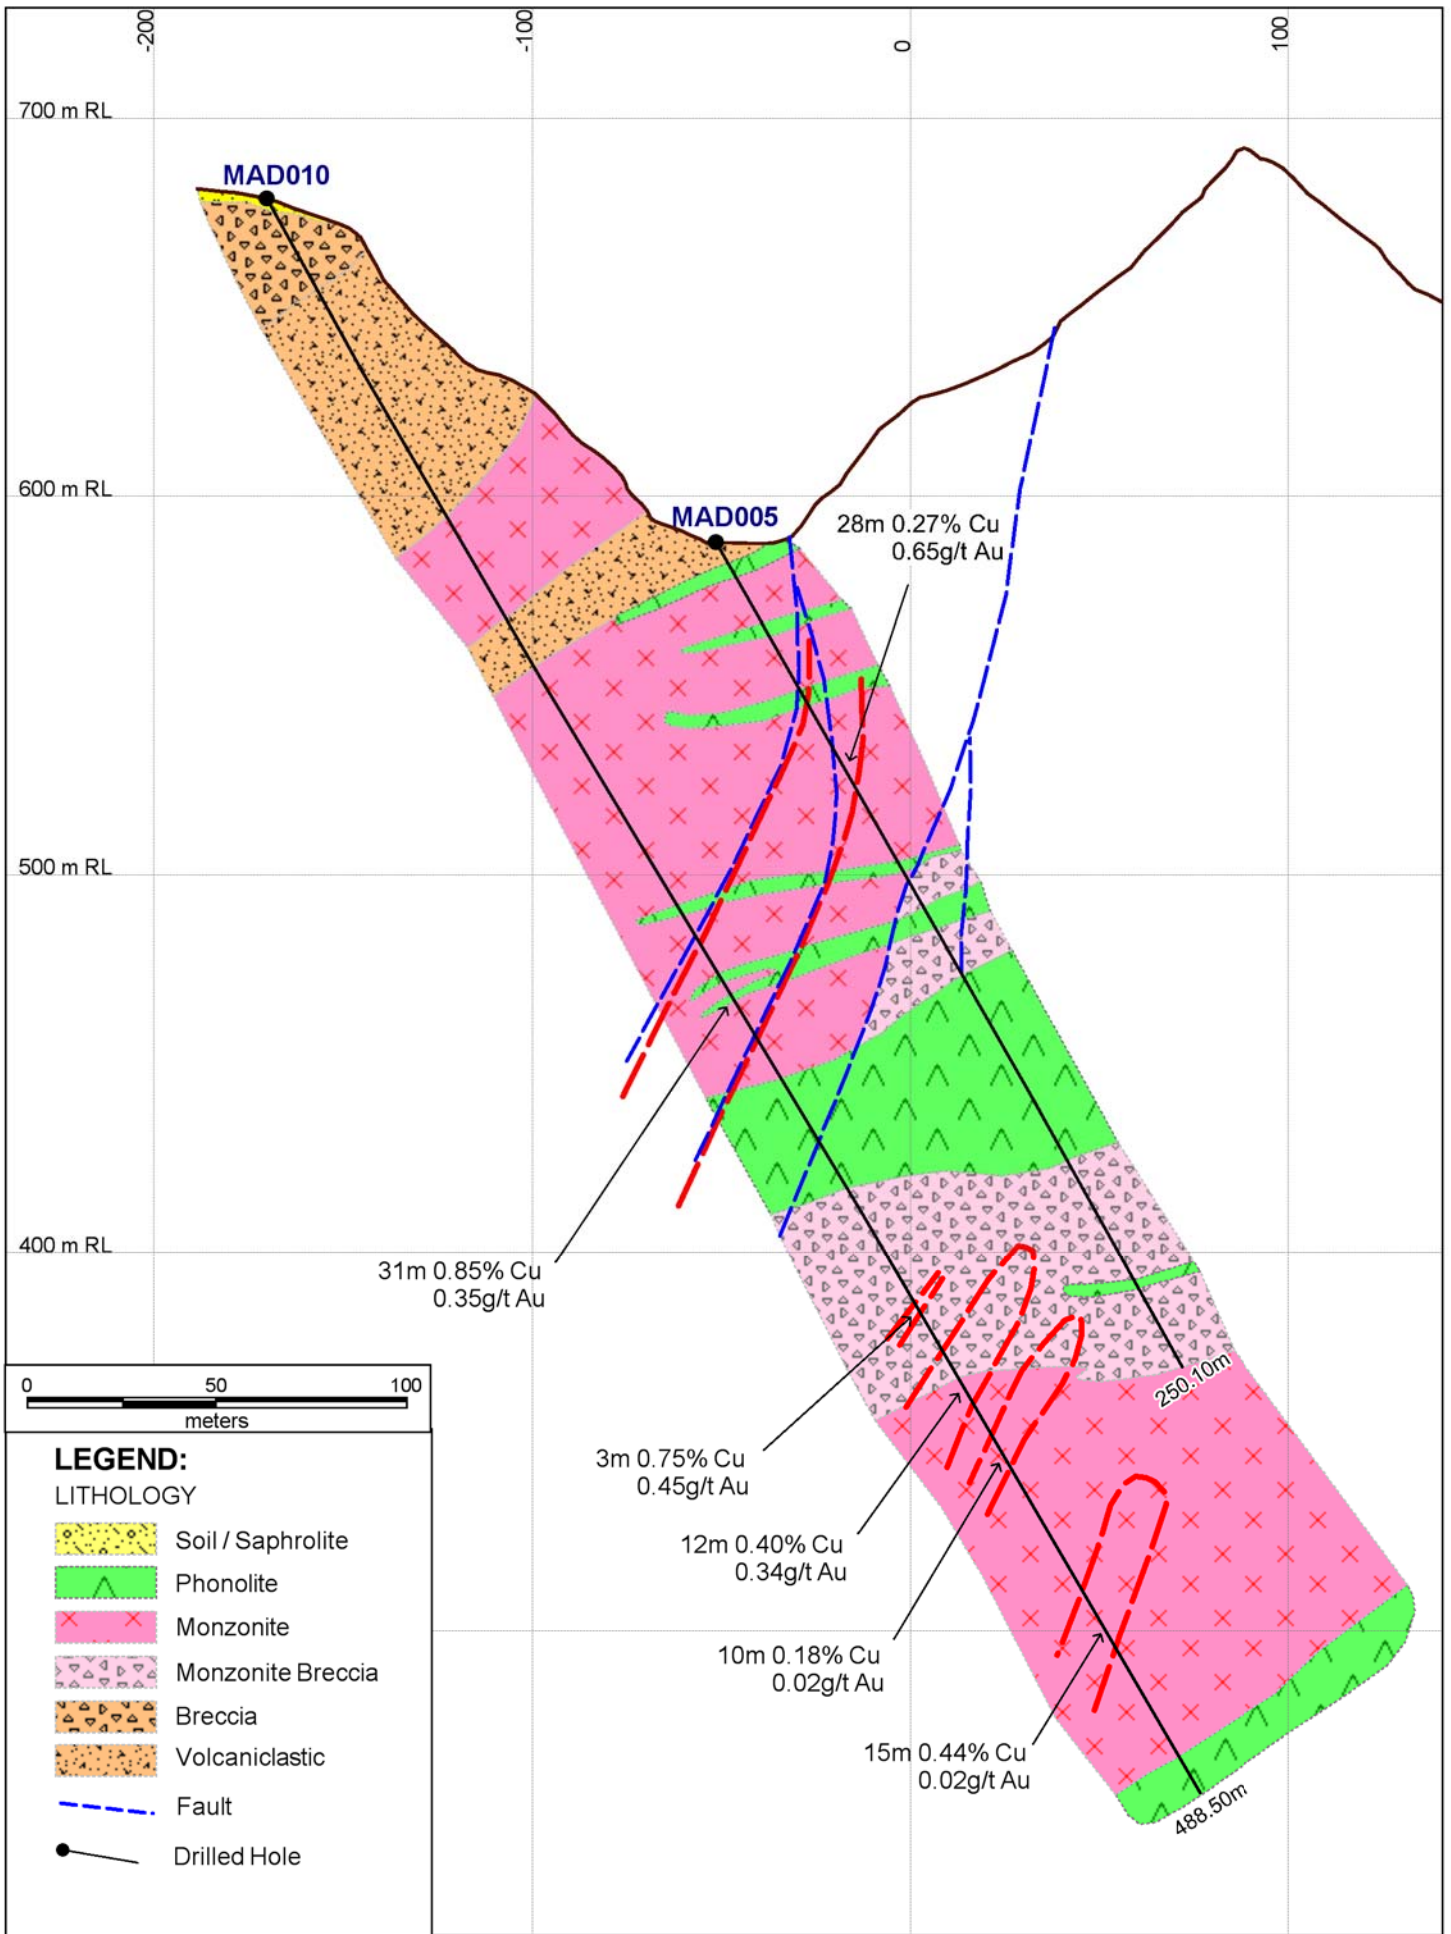 -200
-100
0
100
700 m RL
MAD010
600 m RL
MAD005
28m 0.27% Cu
0.65g/t Au
500 m RL
400 m RL
31m 0.85% Cu
0.35g/t Au
250.10m
3m 0.75% Cu
0.45g/t Au
12m 0.40% Cu
0.34g/t Au
10m 0.18% Cu
0.02g/t Au
15m 0.44% Cu
0.02g/t Au
488.50m
0 50 100
meters
LEGEND:
LITHOLOGY
Soil / Saphrolite
Phonolite
Monzonite
Monzonite Breccia
Breccia
Volcaniclastic
Fault
Drilled Hole